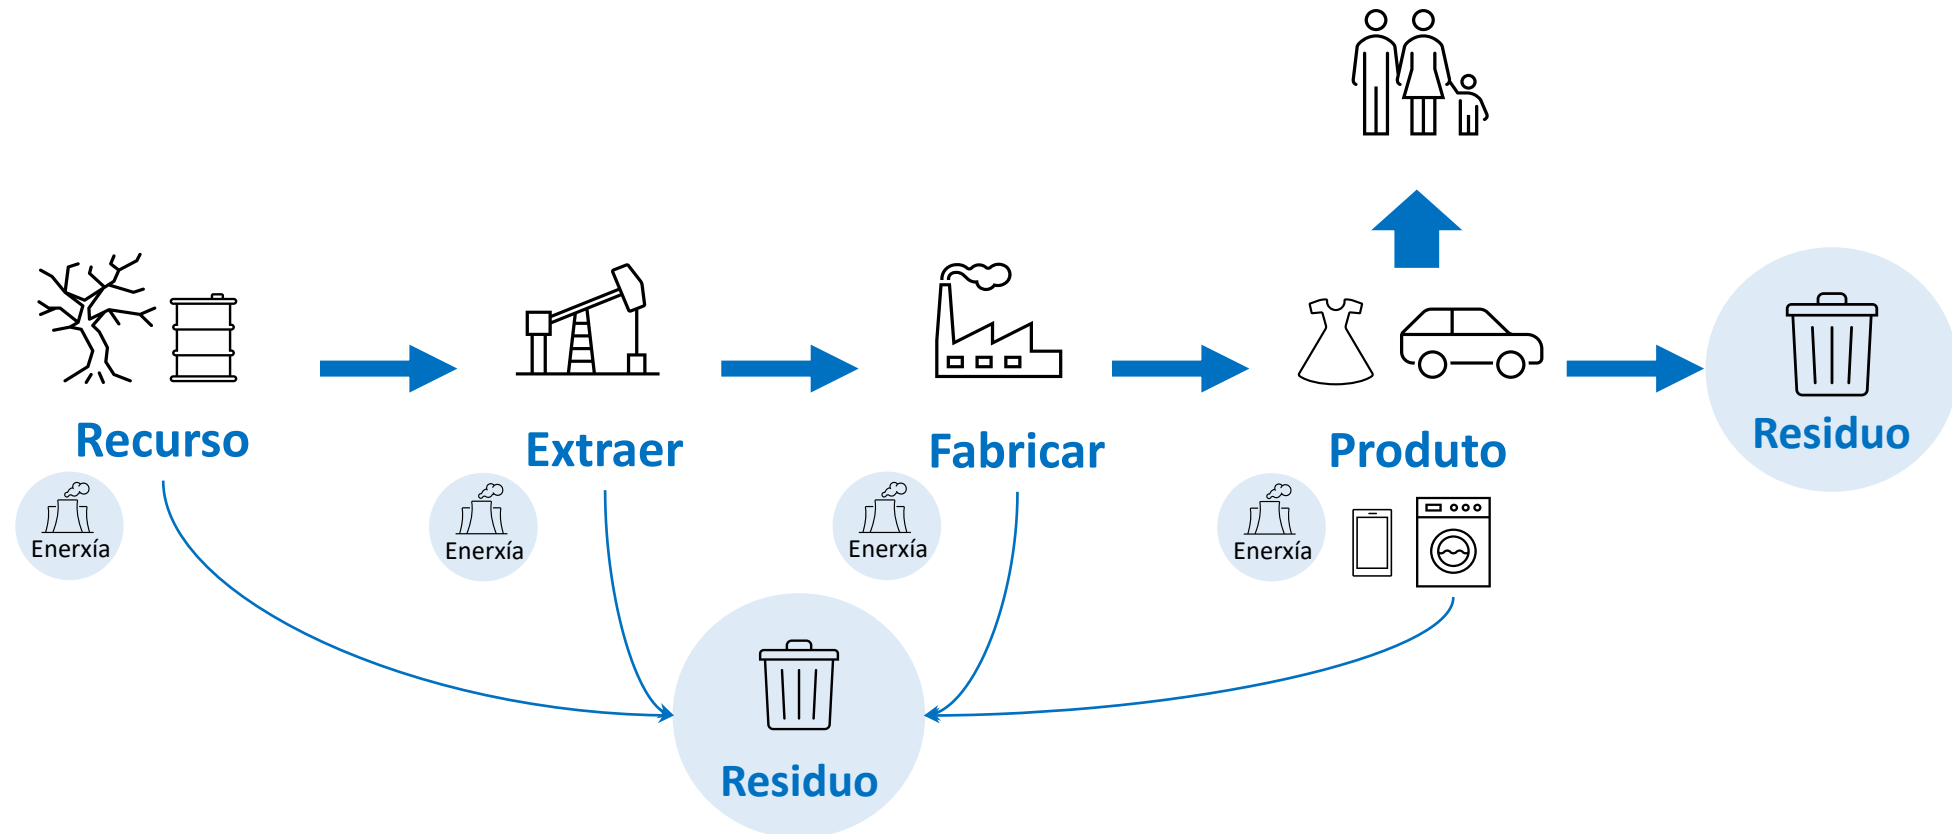 Recurso
Extraer
Fabricar
Produto
Residuo
Enerxía
Enerxía
Enerxía
Enerxía
Residuo